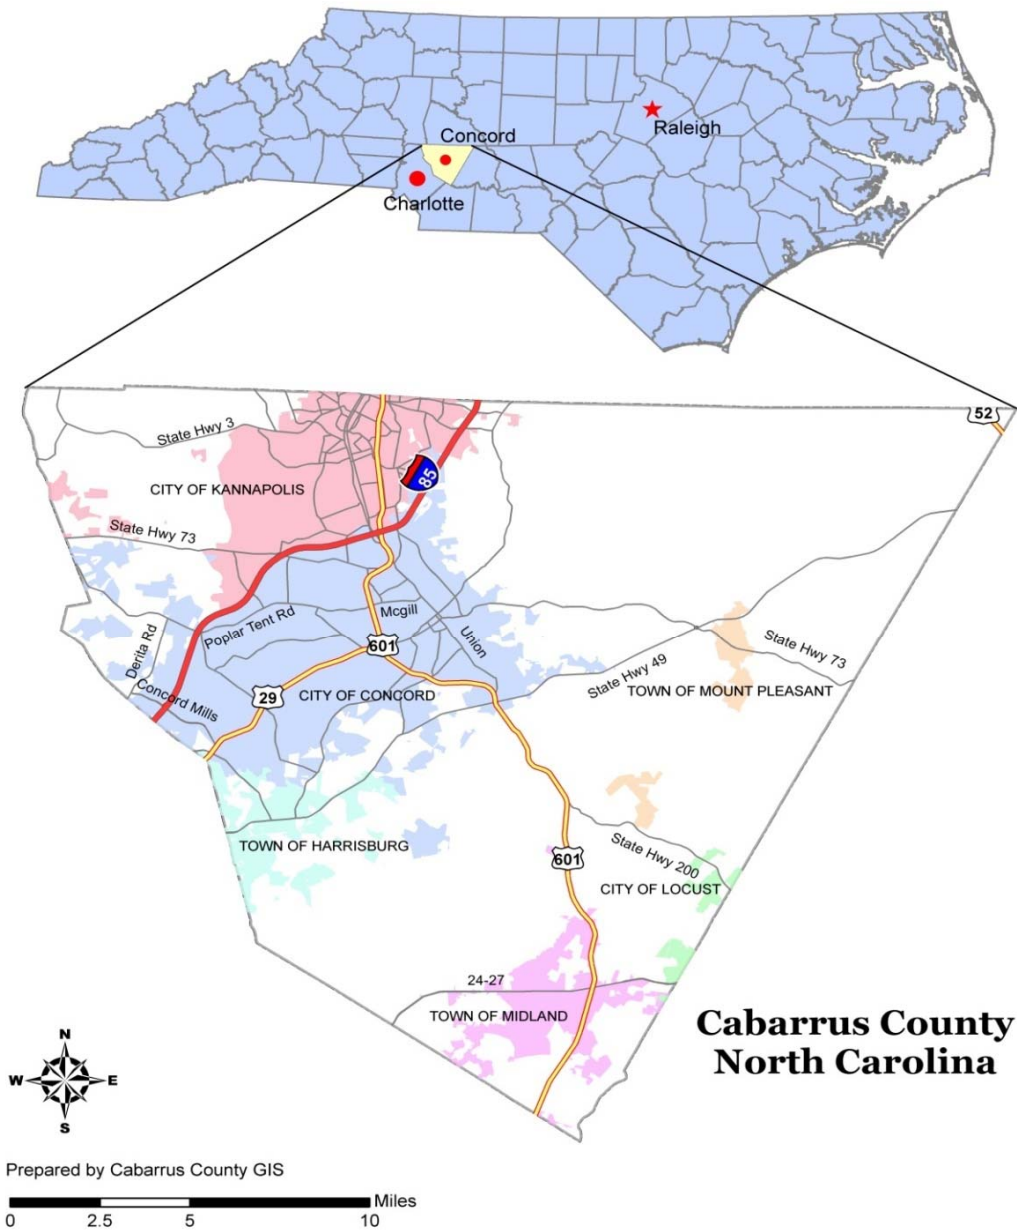 Raleigh
Concord
Charlotte
52
State Hwy 3
85
CITY OF KANNAPOLIS
State Hwy 73
Poplar Tent Rd
Mcgill
Union
Derita Rd
601
State Hwy 73
State Hwy 49
Concord Mills
29
CITY OF CONCORD
TOWN OF MOUNT PLEASANT
TOWN OF HARRISBURG
State Hwy 200
601
CITY OF LOCUST
24-27
TOWN OF MIDLAND
Cabarrus County
North Carolina
N
W
E
S
Prepared by Cabarrus County GIS
Miles
0 2.5 5 10